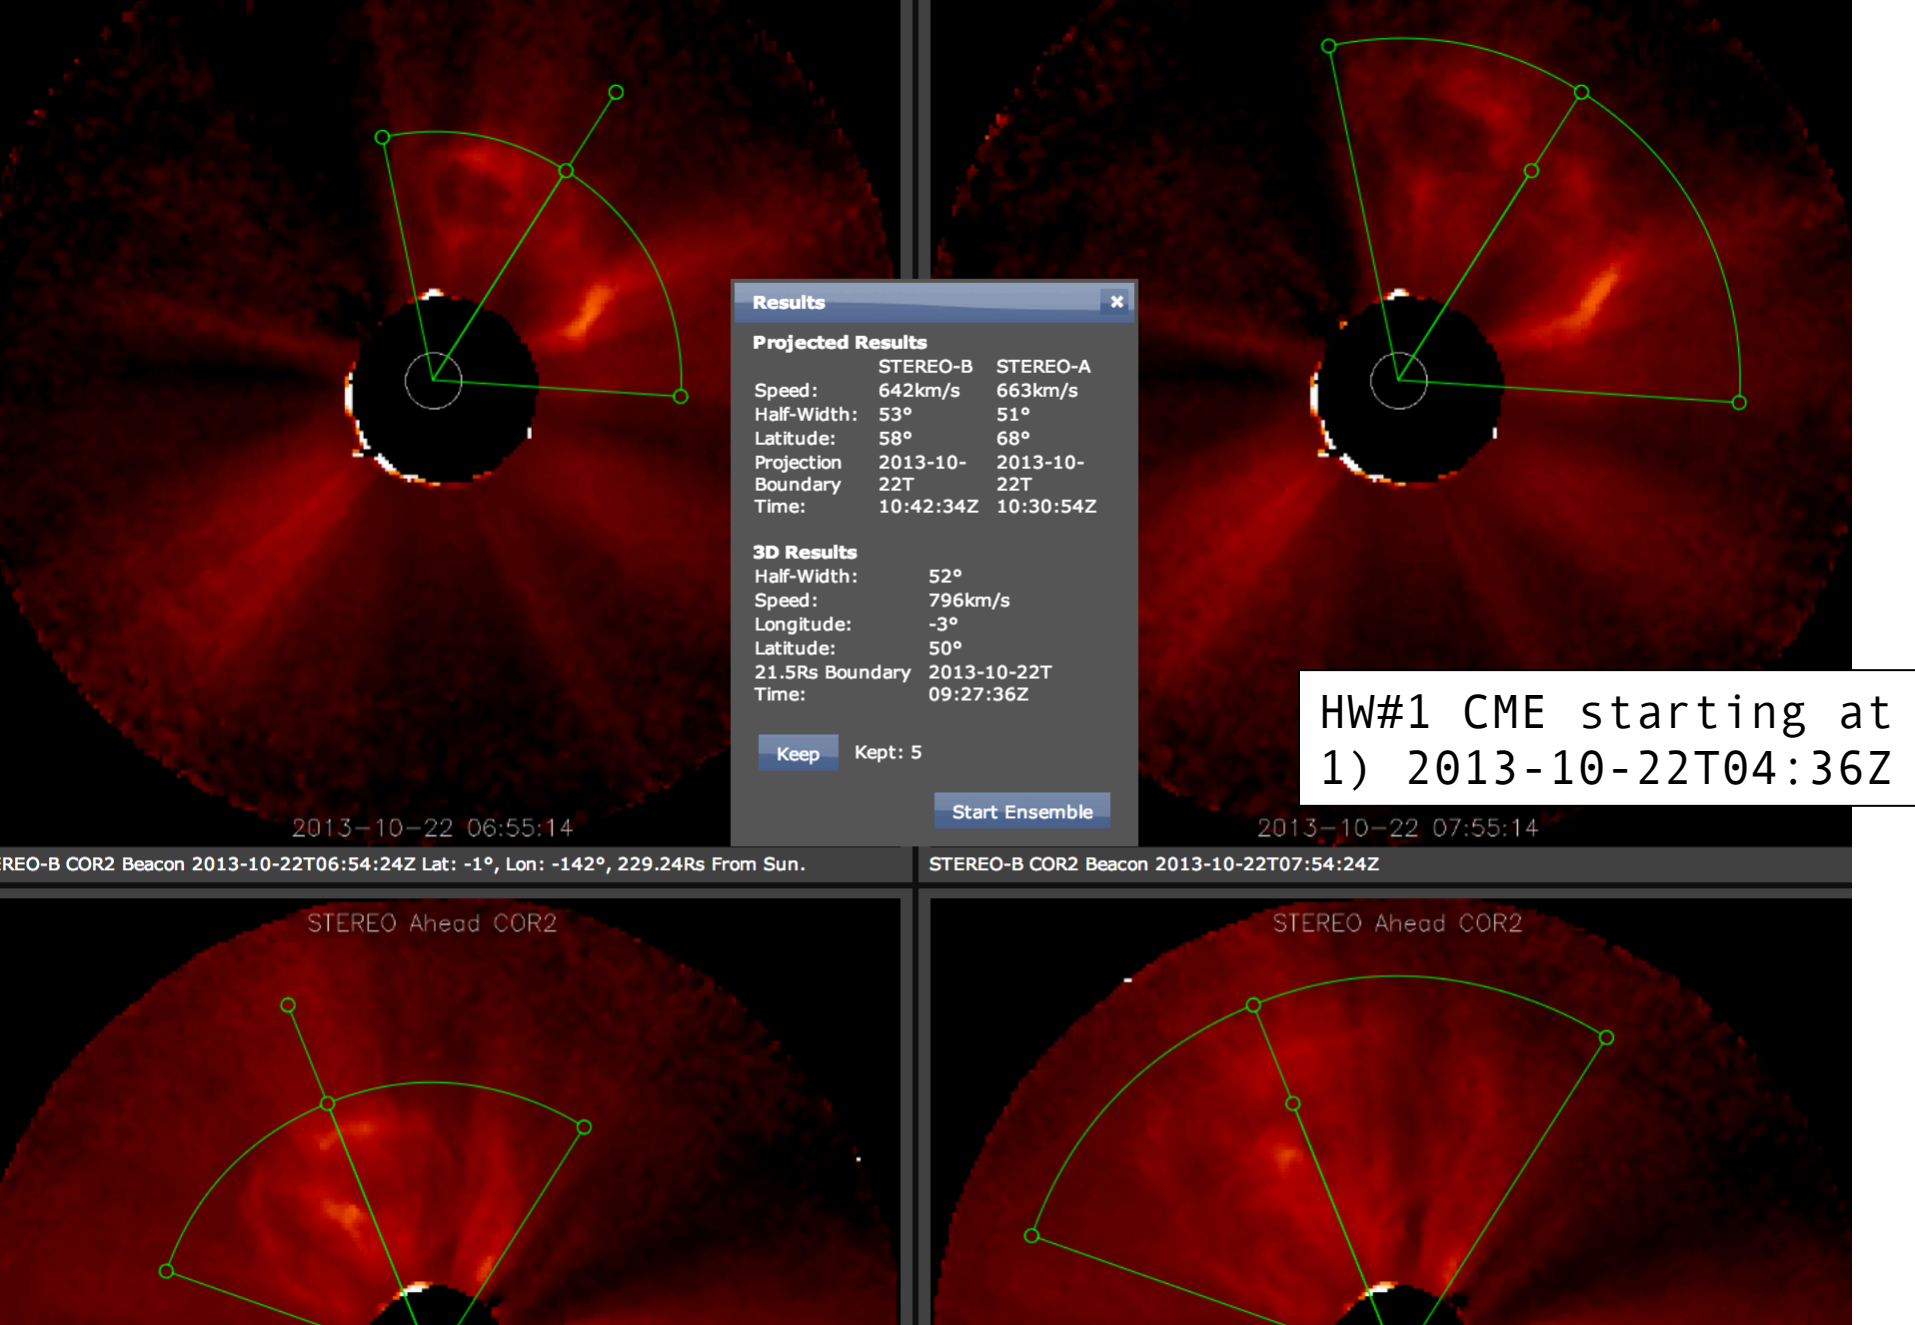 Results
Projected Results
STEREO-B STEREO-A
Speed: 642km/s 663km/s
Half-Width: 53° 51°
Latitude: 58° 68°
Projection 2013-10- 2013-10-
Boundary 22T 22T
Time: 10:42:34Z 10:30:54Z
3D Results
Half-Width: 52°
Speed: 796km/s
Longitude: -3°
Latitude: 50°
21.5Rs Boundary 2013-10-22T
Time: 09:27:36Z
Keep Kept: 5
Start Ensemble
HW#1 CME starting at
1) 2013-10-22T04:36Z
2013-10-22 06:55:14
2013-10-22 07:55:14
EREO-B COR2 Beacon 2013-10-22T06:54:24Z Lat: -1°, Lon: -142°, 229.24Rs From Sun.
STEREO-B COR2 Beacon 2013-10-22T07:54:24Z
STEREO Ahead COR2
STEREO Ahead COR2